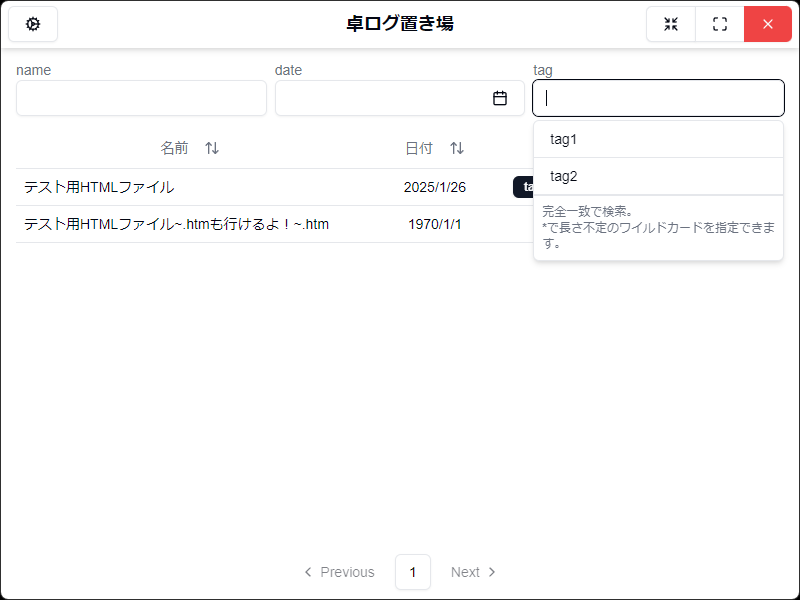 卓ログ置き場
name date tag
名前 日付
tag1
テスト用HTMLファイル 2025/1/26
tag2
テスト用HTMLファイル~.htmも行けるよ！~.htm 1970/1/1
完全一致で検索。
*で長さ不定のワイルドカードを指定できま
す。
Previous 1 Next